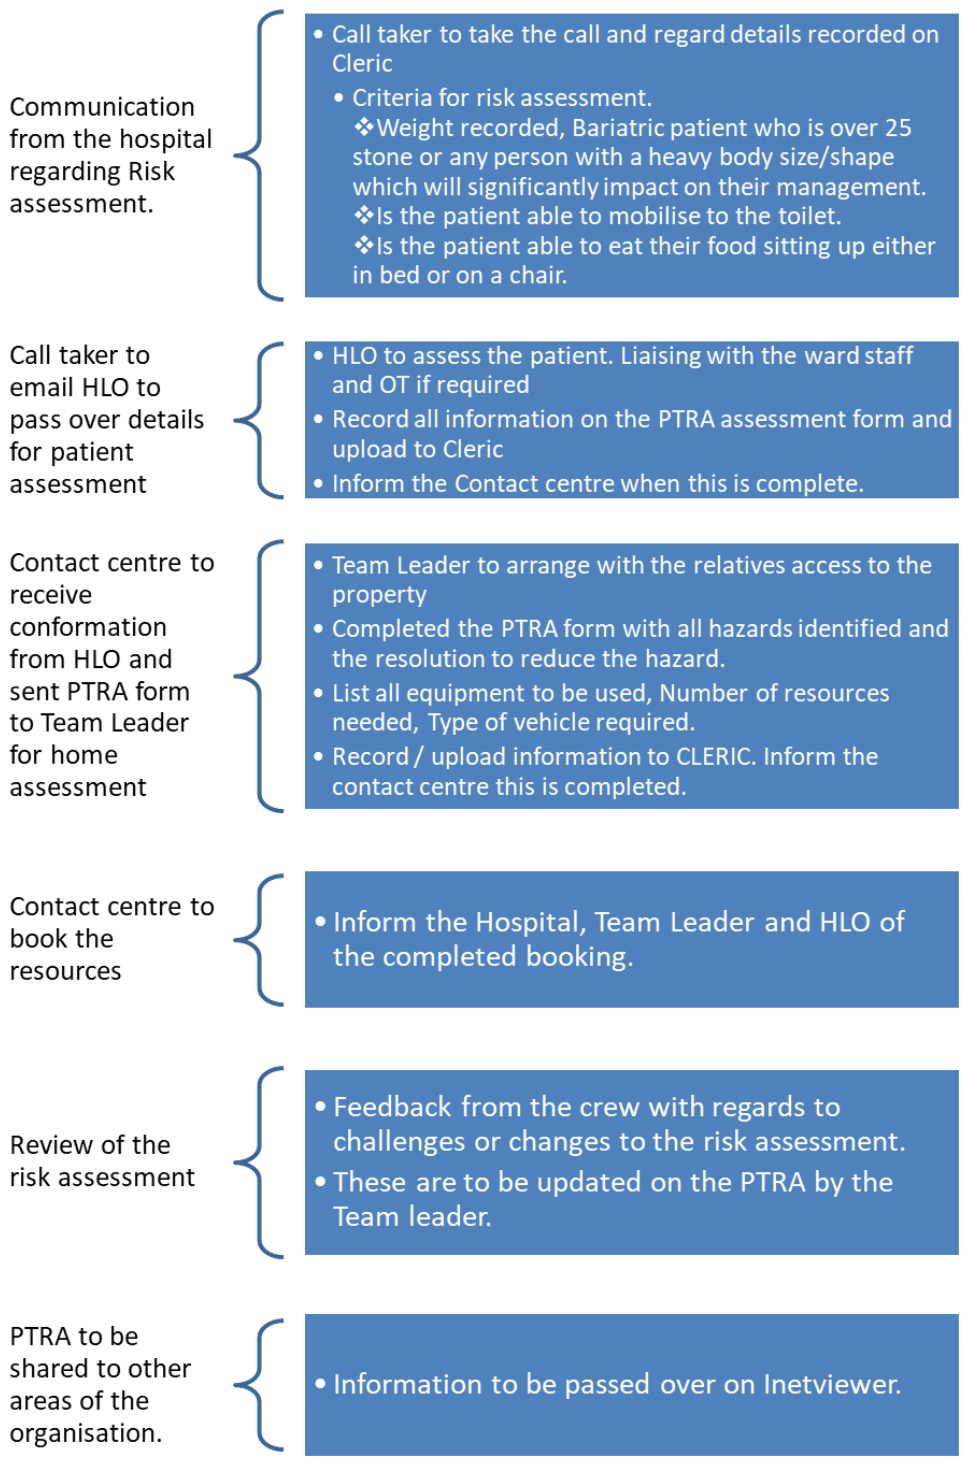 Communication
from the hospital
regarding Risk
assessment.
• Call taker to take the call and regard details recorded on
Cleric
• Criteria for risk assessment.
❖Weight recorded, Bariatric patient who is over 25
stone or any person with a heavy body size/shape
which will significantly impact on their management.
❖Is the patient able to mobilise to the toilet.
❖Is the patient able to eat their food sitting up either
in bed or on a chair.
Call taker to
email HLO to
pass over details
for patient
assessment
• HLO to assess the patient. Liaising with the ward staff
and OT if required
• Record all information on the PTRA assessment form and
upload to Cleric
• Inform the Contact centre when this is complete.
Contact centre to
receive
conformation
from HLO and
sent PTRA form
to Team Leader
for home
assessment
• Team Leader to arrange with the relatives access to the
property
• Completed the PTRA form with all hazards identified and
the resolution to reduce the hazard.
• List all equipment to be used, Number of resources
needed, Type of vehicle required.
• Record / upload information to CLERIC. Inform the
contact centre this is completed.
Contact centre to
book the
resources
• Inform the Hospital, Team Leader and HLO of
the completed booking.
Review of the
risk assessment
• Feedback from the crew with regards to
challenges or changes to the risk assessment.
• These are to be updated on the PTRA by the
Team leader.
PTRA to be
shared to other
areas of the
organisation.
• Information to be passed over on Inetviewer.